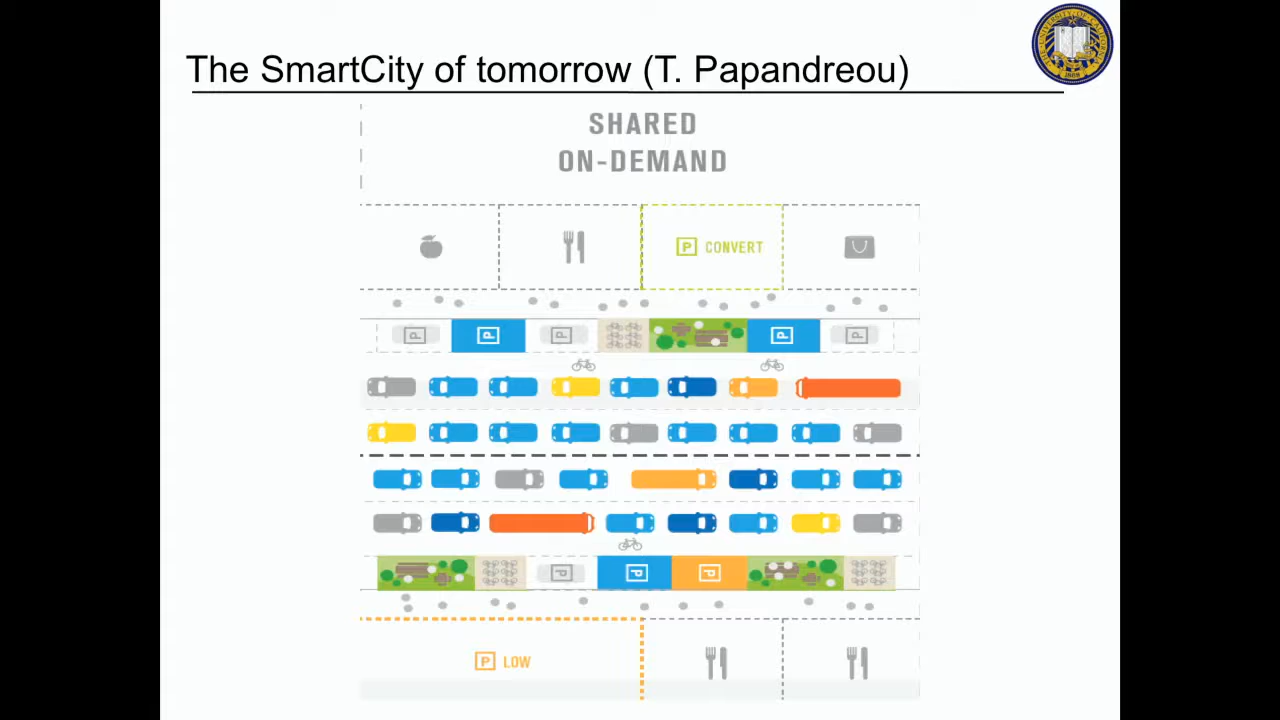 The SmartCity of tomorrow (T. Papandreou)
SHARED
ON-DEMAND
P CONVERT
P
P
P
P
P
P
P
P
P LOW